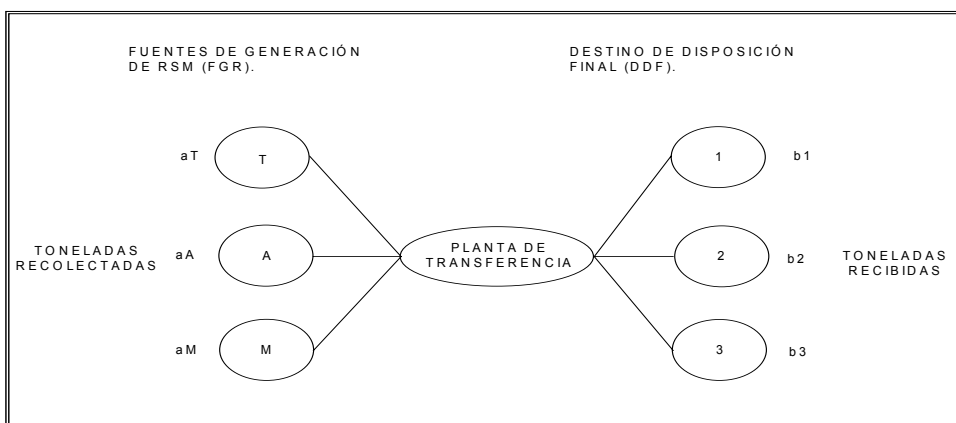 FUENTES DE GENERACIÓN
DE RSM (FGR).
DESTINO DE DISPOSICIÓN
FINAL (DDF).
aT
T
1
b1
TONELADAS
RECOLECTADAS
aA
A
PLANTA DE
TRANSFERENCIA
2
b2
TONELADAS
RECIBIDAS
aM
M
3
b3